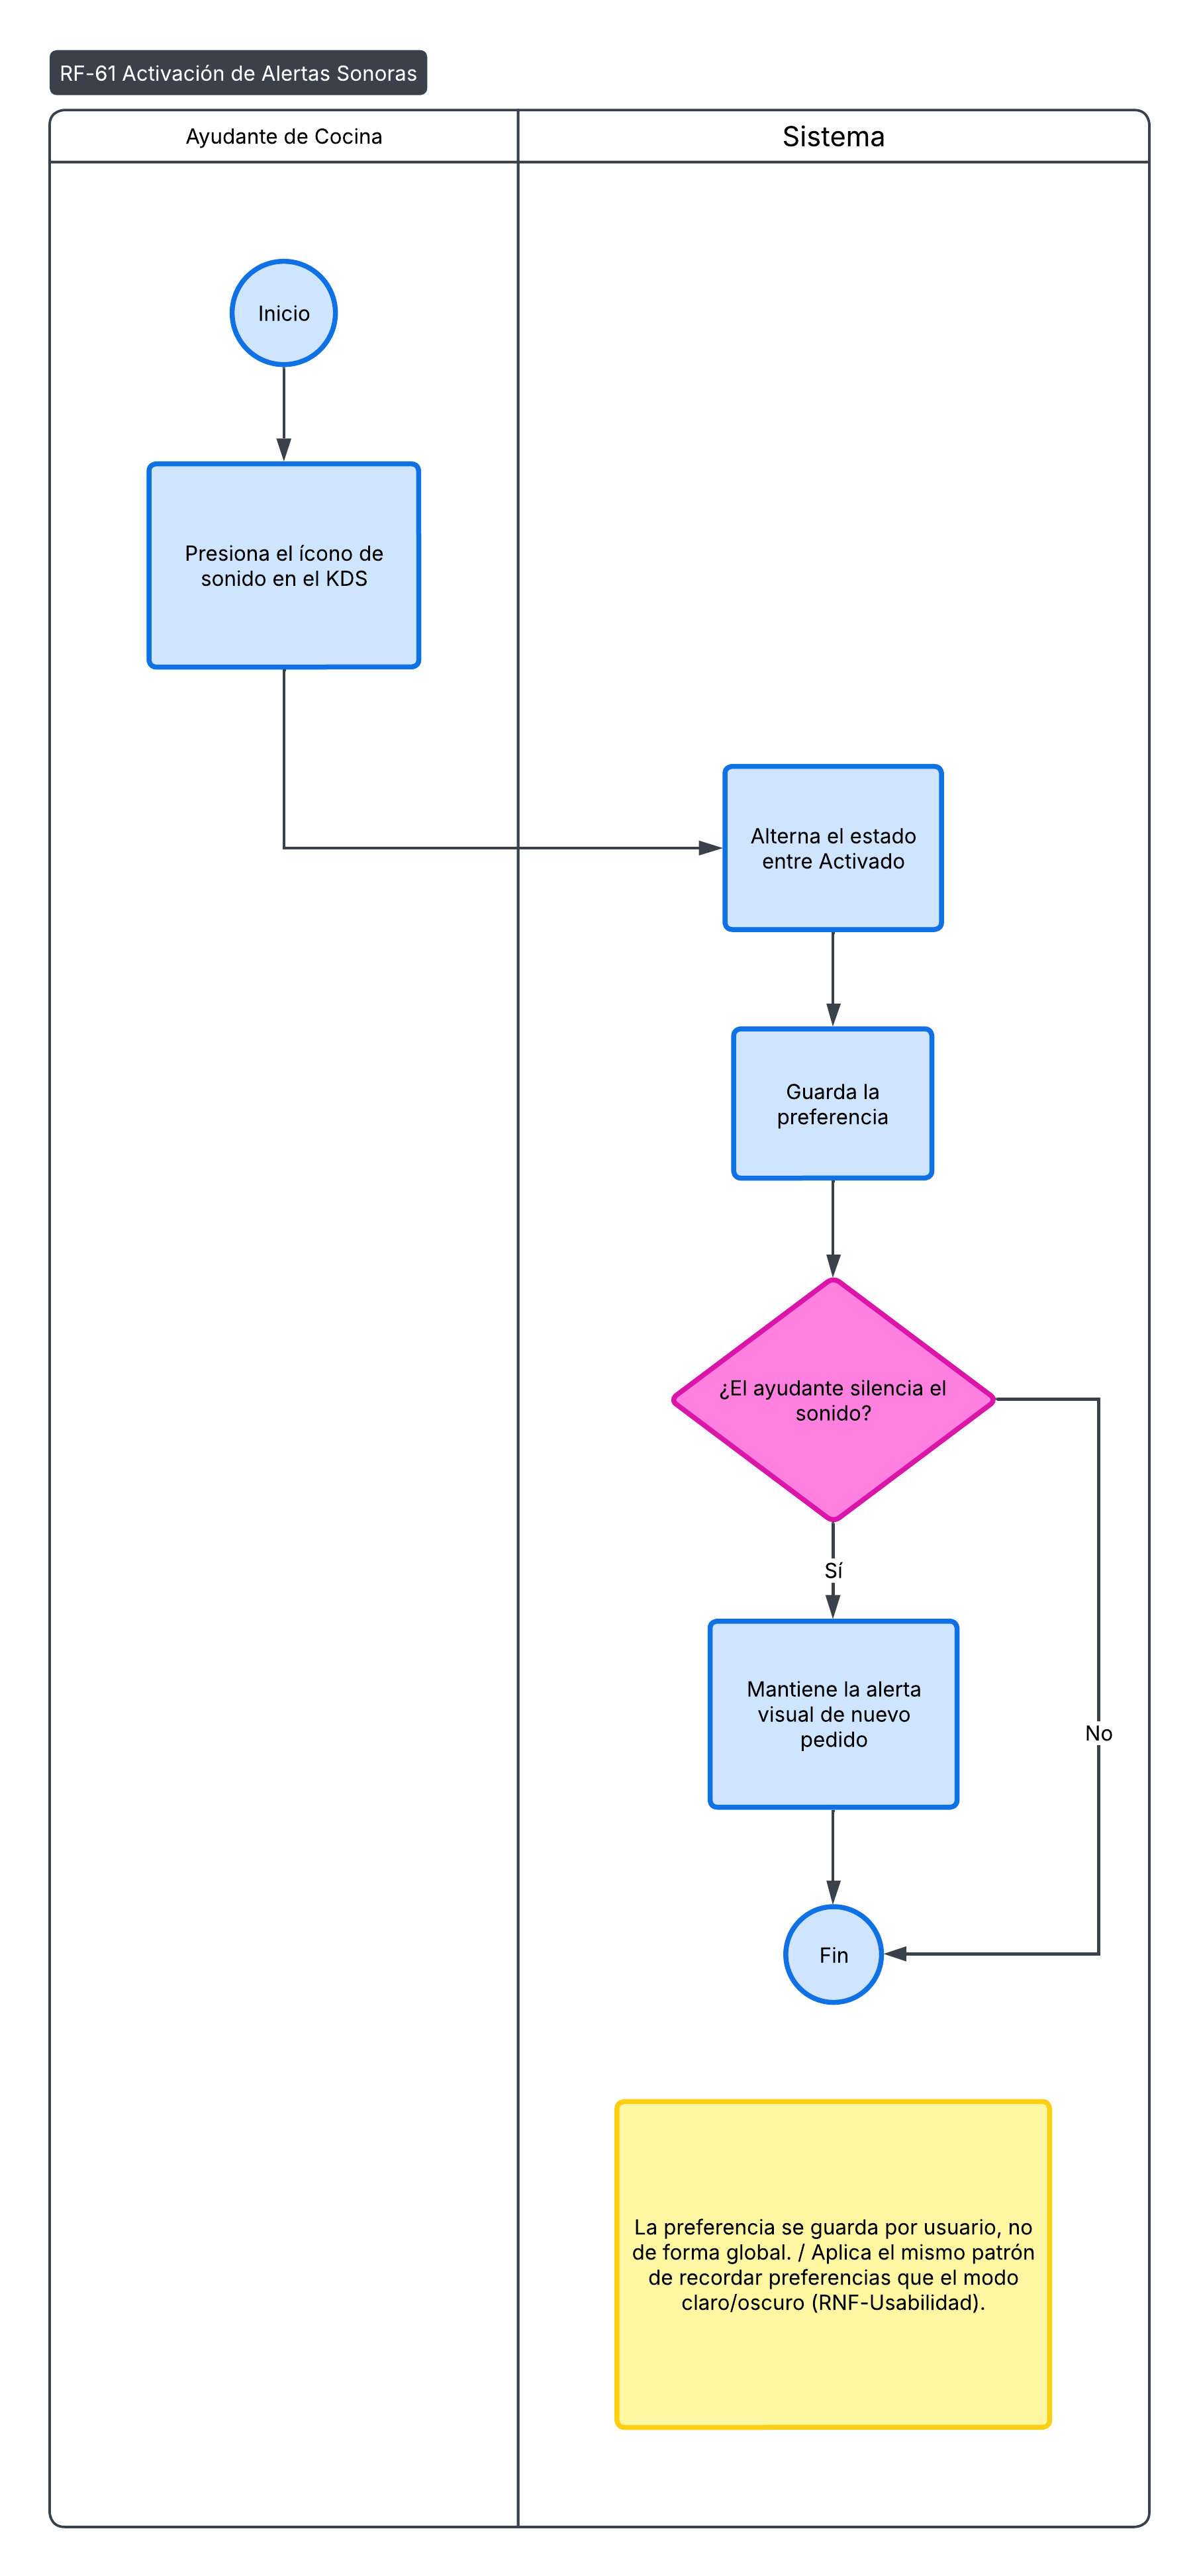 RF-61 Activación de Alertas Sonoras
Ayudante de Cocina
Sistema
Inicio
Presiona el ícono de
sonido en el KDS
Alterna el estado
entre Activado
Guarda la
preferencia
¿El ayudante silencia el
sonido?
Sí
Mantiene la alerta
visual de nuevo
pedido
No
Fin
La preferencia se guarda por usuario, no
de forma global. / Aplica el mismo patrón
de recordar preferencias que el modo
claro/oscuro (RNF-Usabilidad).